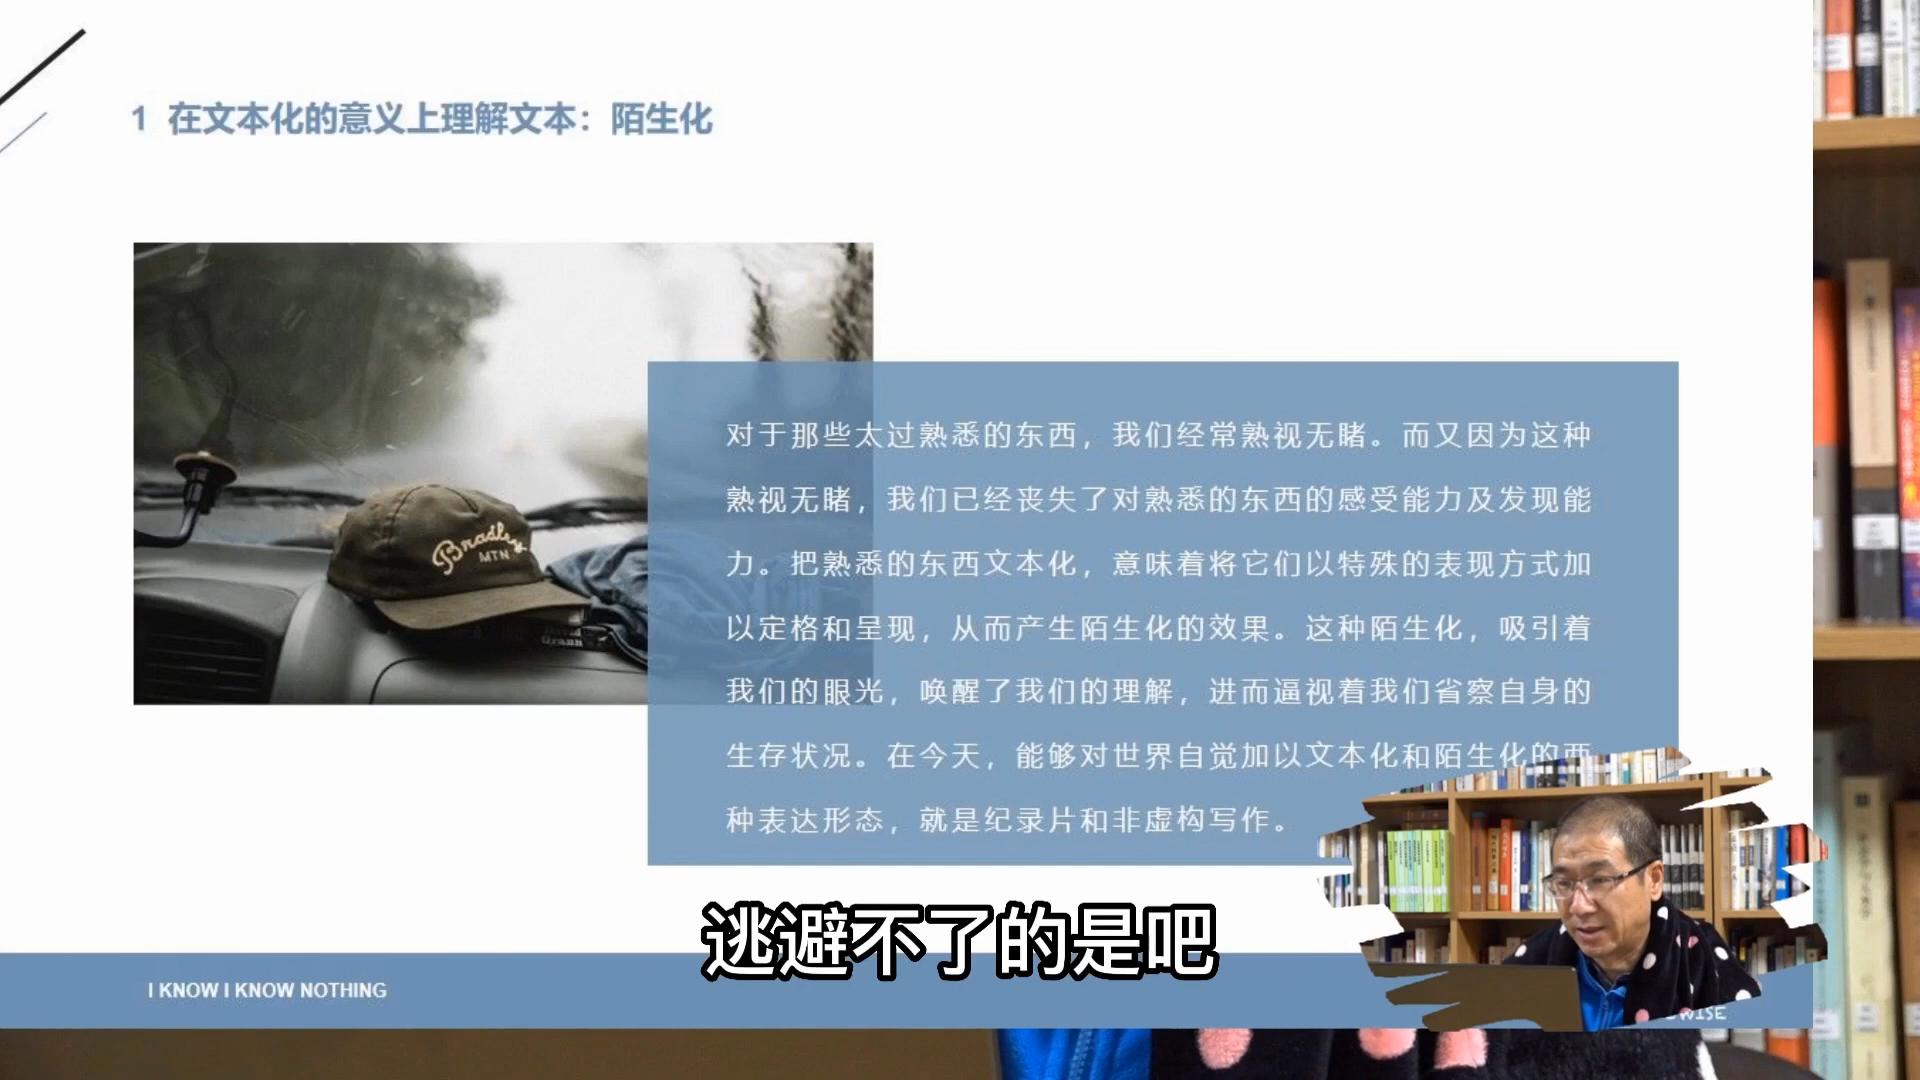 1 在文本化的意义上理解文本：陌生化
Bradley
MTN
对于那些太过熟悉的东西，我们经常熟视无睹。而又因为这种
熟视无睹，我们已经丧失了对熟悉的东西的感受能力及发现能
力。把熟悉的东西文本化，意味着将它们以特殊的表现方式加
以定格和呈现，从而产生陌生化的效果。这种陌生化，吸引着
我们的眼光，唤醒了我们的理解，进而逼视着我们省察自身的
生存状况。在今天，能够对世界自觉加以文本化和陌生化的两
种表达形态，就是纪录片和非虚构写作。
逃避不了的是吧
I KNOW I KNOW NOTHING